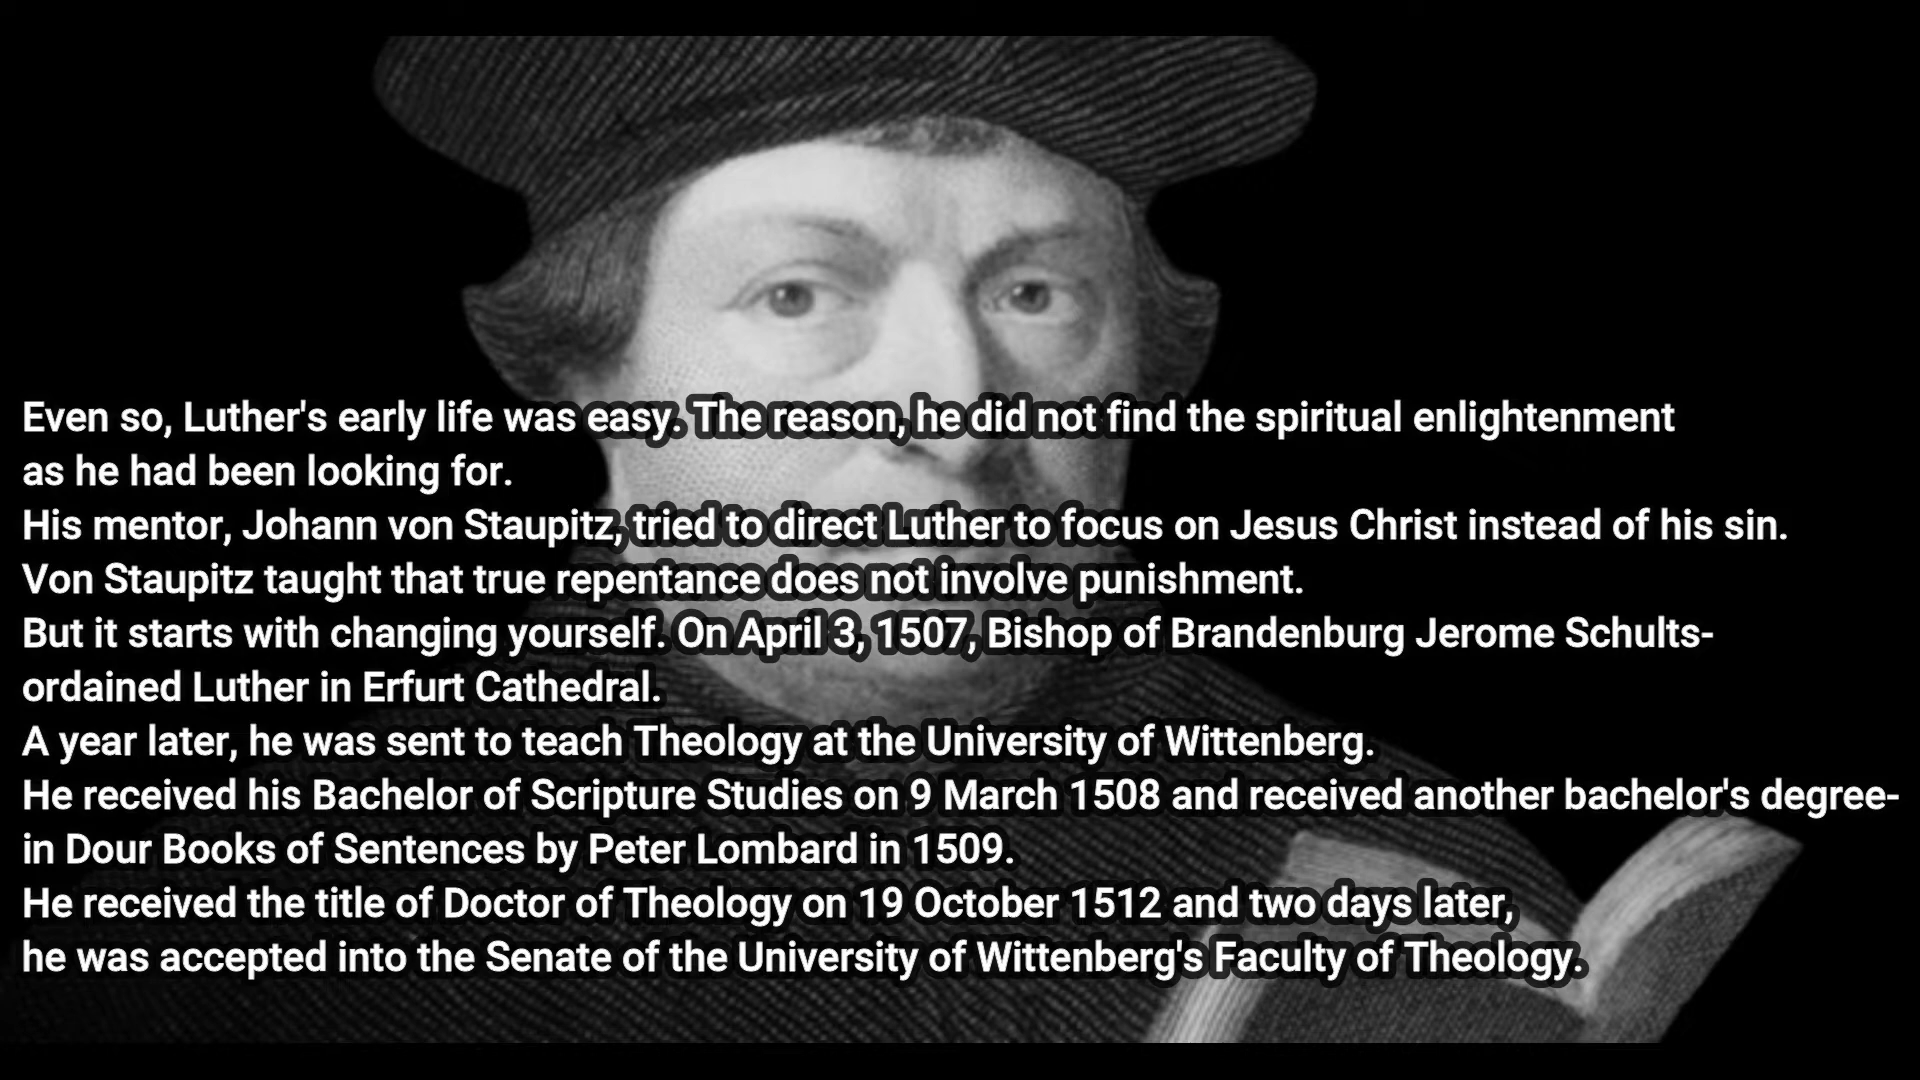 Even so, Luther's early life was easy. The reason, he did not find the spiritual enlightenment
as he had been looking for.
His mentor, Johann von Staupitz, tried to direct Luther to focus on Jesus Christ instead of his sin.
Von Staupitz taught that true repentance does not involve punishment.
But it starts with changing yourself. On April 3, 1507, Bishop of Brandenburg Jerome Schults-
ordained Luther in Erfurt Cathedral.
A year later, he was sent to teach Theology at the University of Wittenberg.
He received his Bachelor of Scripture Studies on 9 March 1508 and received another bachelor's degree-
in Dour Books of Sentences by Peter Lombard in 1509.
He received the title of Doctor of Theology on 19 October 1512 and two days later,
he was accepted into the Senate of the University of Wittenberg's Faculty of Theology.